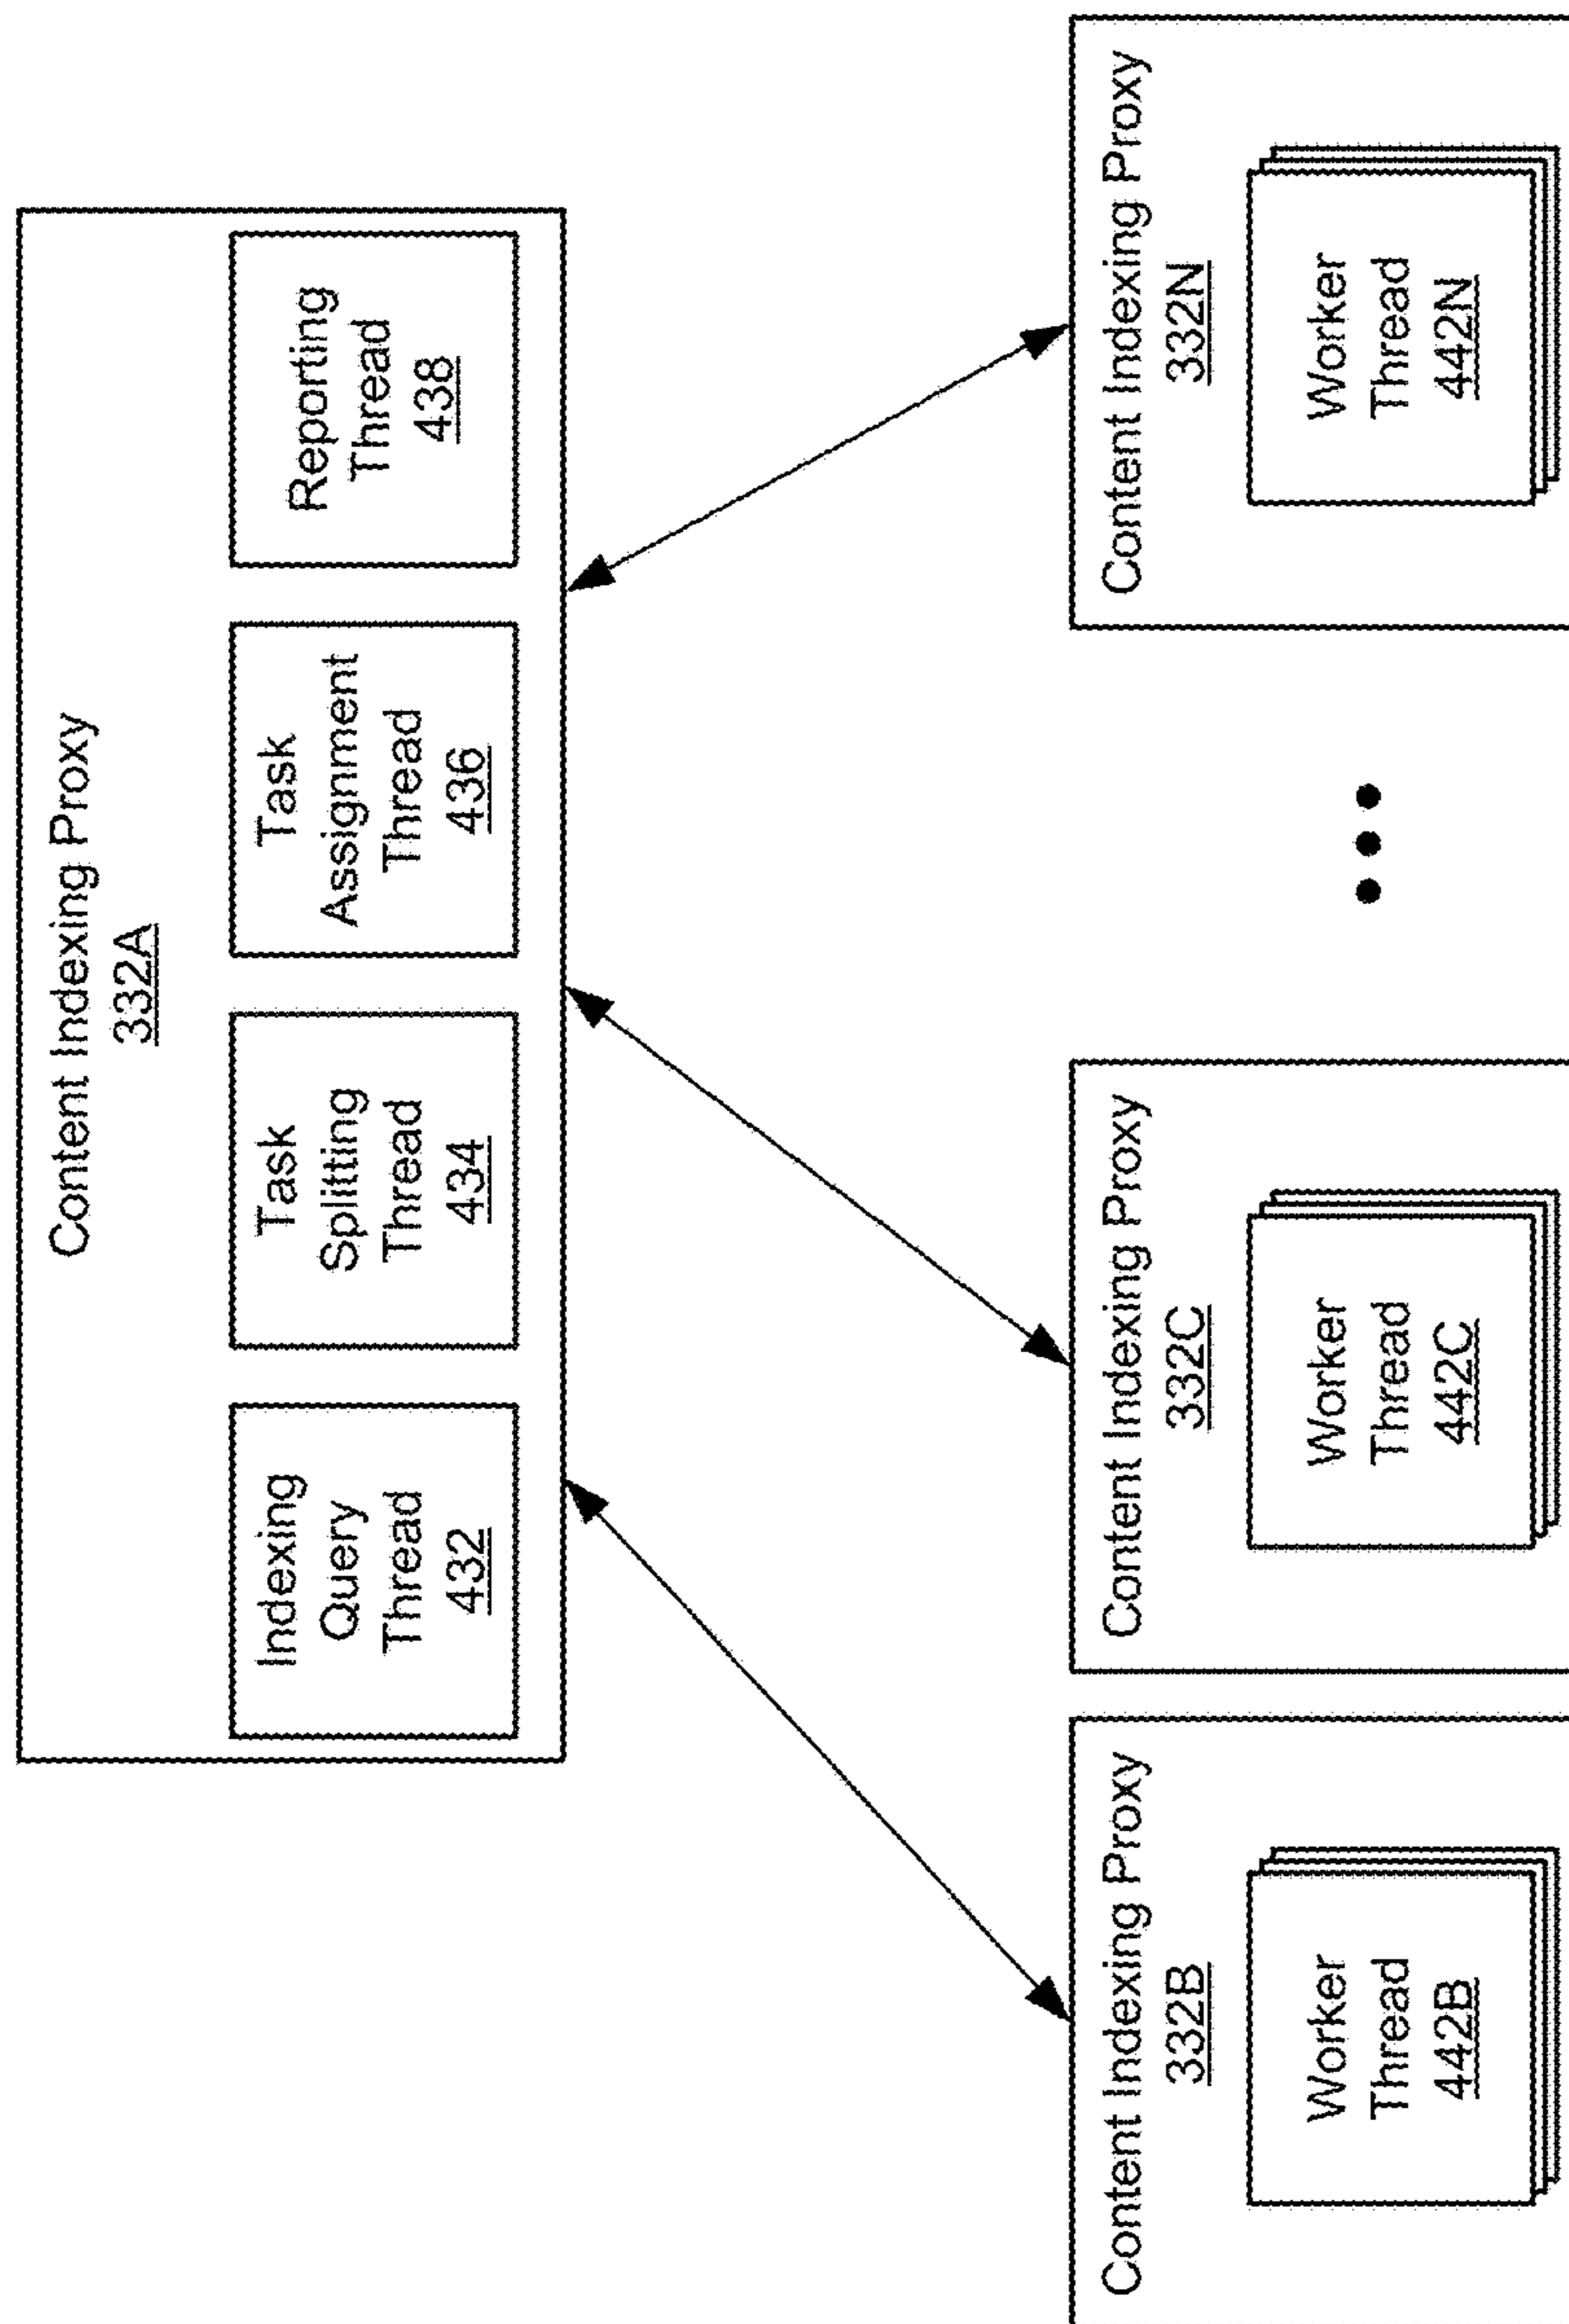 Content Indexing Proxy
332A
Indexing
Query
Thread
432
Task
Splitting
Thread
434
Task
Assignment
Thread
436
Reporting
Thread
438
Content Indexing Proxy
332B
Worker
Thread
442B
Content Indexing Proxy
332C
Worker
Thread
442C
Content Indexing Proxy
332N
Worker
Thread
442N